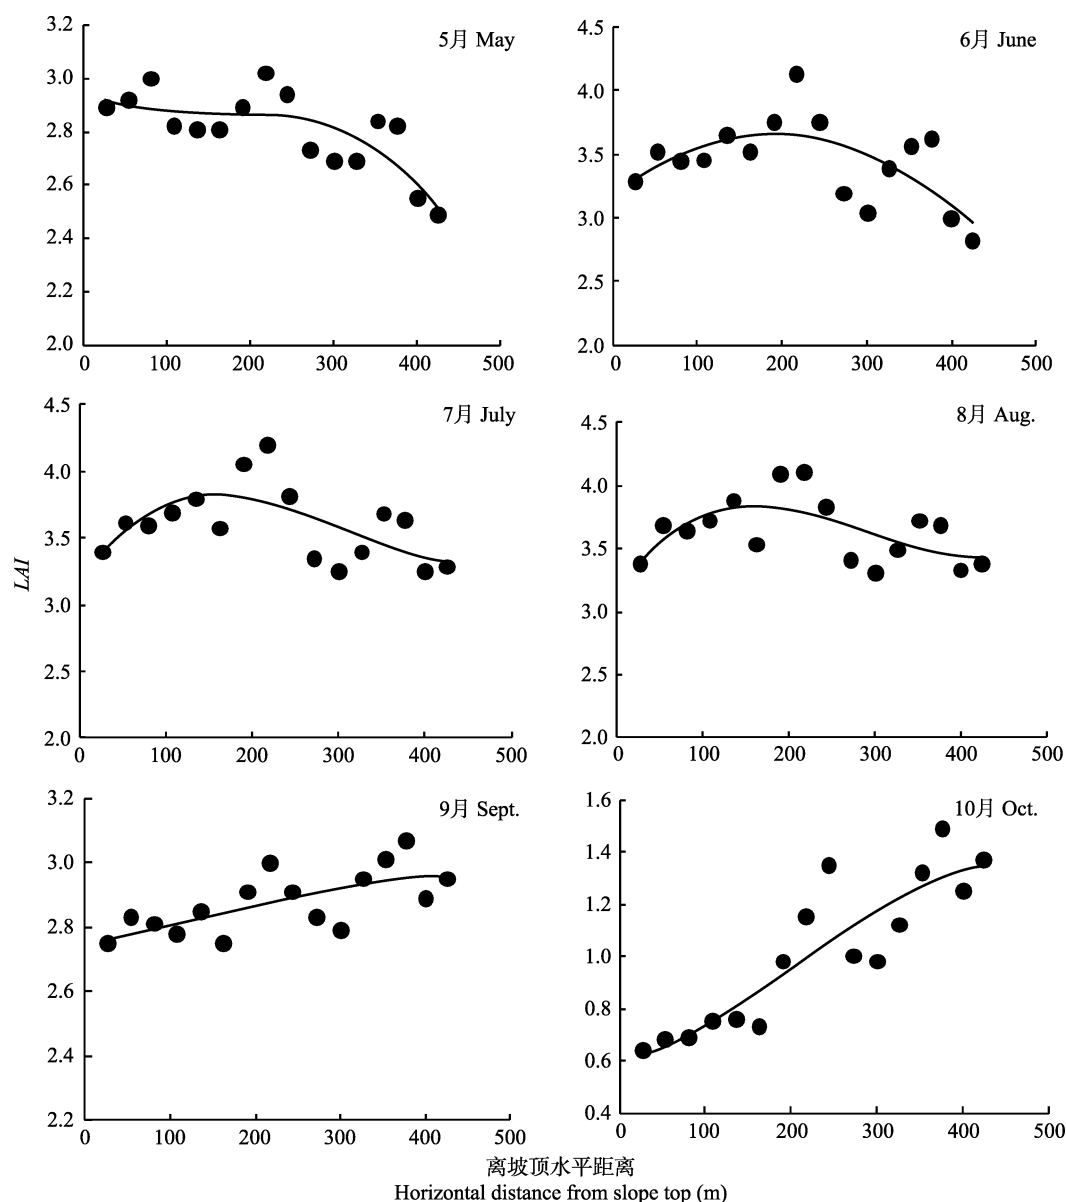 5月 May
3.2
3.0
2.8
2.6
2.4
2.2
2.0
0 100 200 300 400 500
6月 June
4.5
4.0
3.5
3.0
2.5
2.0
0 100 200 300 400 500
7月 July
4.5
4.0
3.5
3.0
2.5
2.0
0 100 200 300 400 500
8月 Aug.
4.5
4.0
3.5
3.0
2.5
2.0
0 100 200 300 400 500
LAI
9月 Sept.
3.2
3.0
2.8
2.6
2.4
2.2
0 100 200 300 400 500
10月 Oct.
1.6
1.4
1.2
1.0
0.8
0.6
0.4
0 100 200 300 400 500
离坡顶水平距离
Horizontal distance from slope top (m)